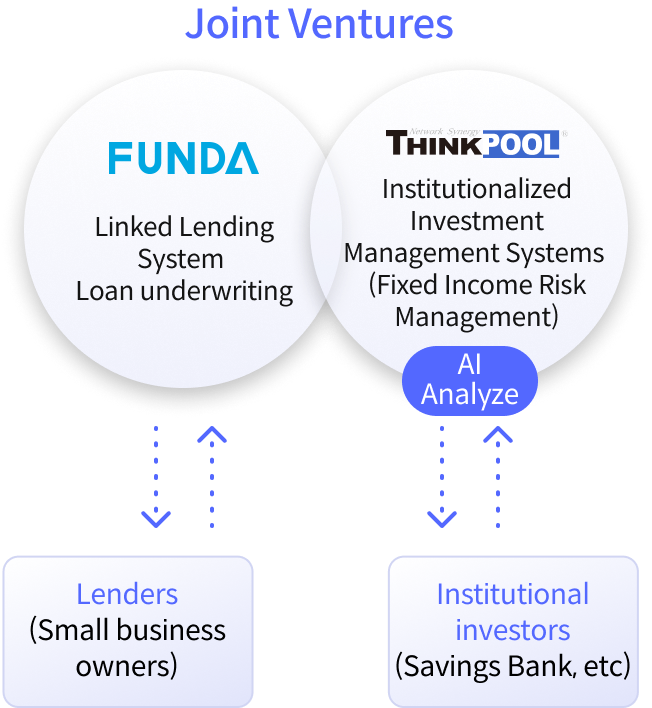 Joint Ventures
FUNDA
Linked Lending
System
Loan underwriting
Network Synergy
THINKPOOL®
Institutionalized
Investment
Management Systems
(Fixed Income Risk
Management)
AI
Analyze
Lenders
(Small business
owners)
Institutional
investors
(Savings Bank, etc)